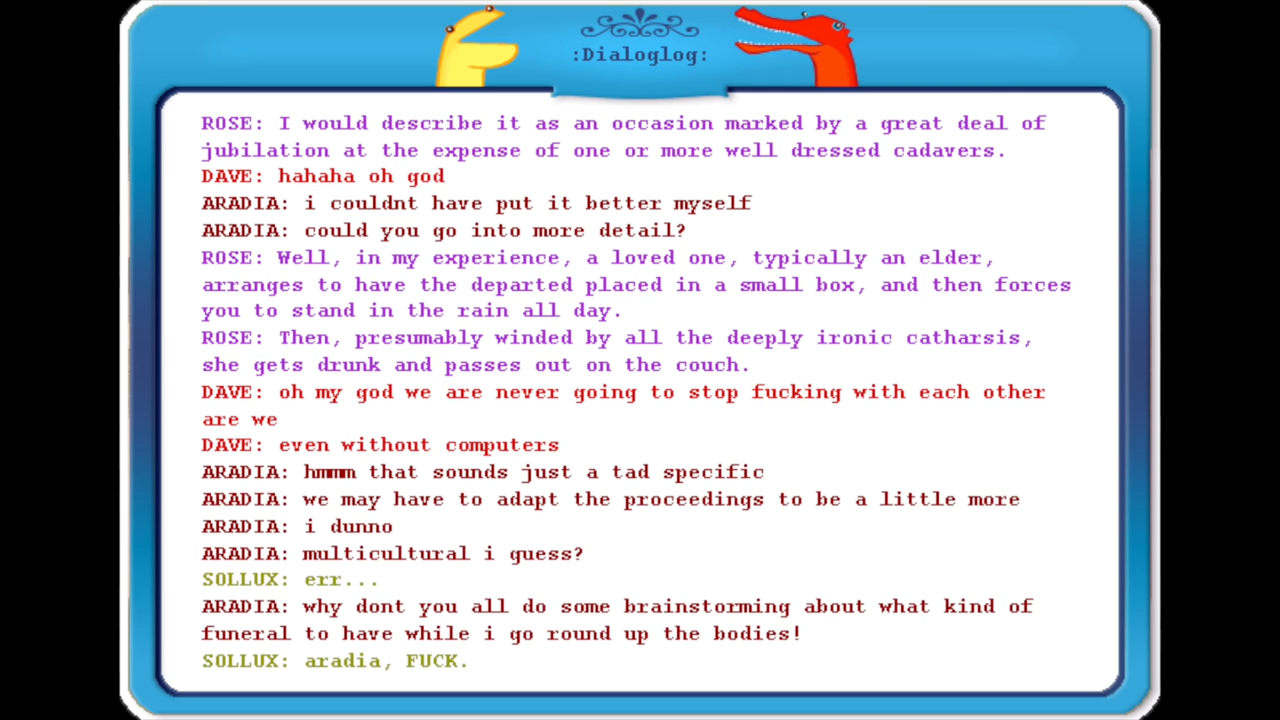 :Dialoglog:
ROSE: I would describe it as an occasion marked by a great deal of
jubilation at the expense of one or more well dressed cadavers.
DAVE: hahaha oh god
ARADIA: i couldnt have put it better myself
ARADIA: could you go into more detail?
ROSE: Well, in my experience, a loved one, typically an elder,
arranges to have the departed placed in a small box, and then forces
you to stand in the rain all day.
ROSE: Then, presumably winded by all the deeply ironic catharsis,
she gets drunk and passes out on the couch.
DAVE: oh my god we are never going to stop fucking with each other
are we
DAVE: even without computers
ARADIA: hmmm that sounds just a tad specific
ARADIA: we may have to adapt the proceedings to be a little more
ARADIA: i dunno
ARADIA: multicultural i guess?
SOLLUX: err...
ARADIA: why dont you all do some brainstorming about what kind of
funeral to have while i go round up the bodies!
SOLLUX: aradia, FUCK.